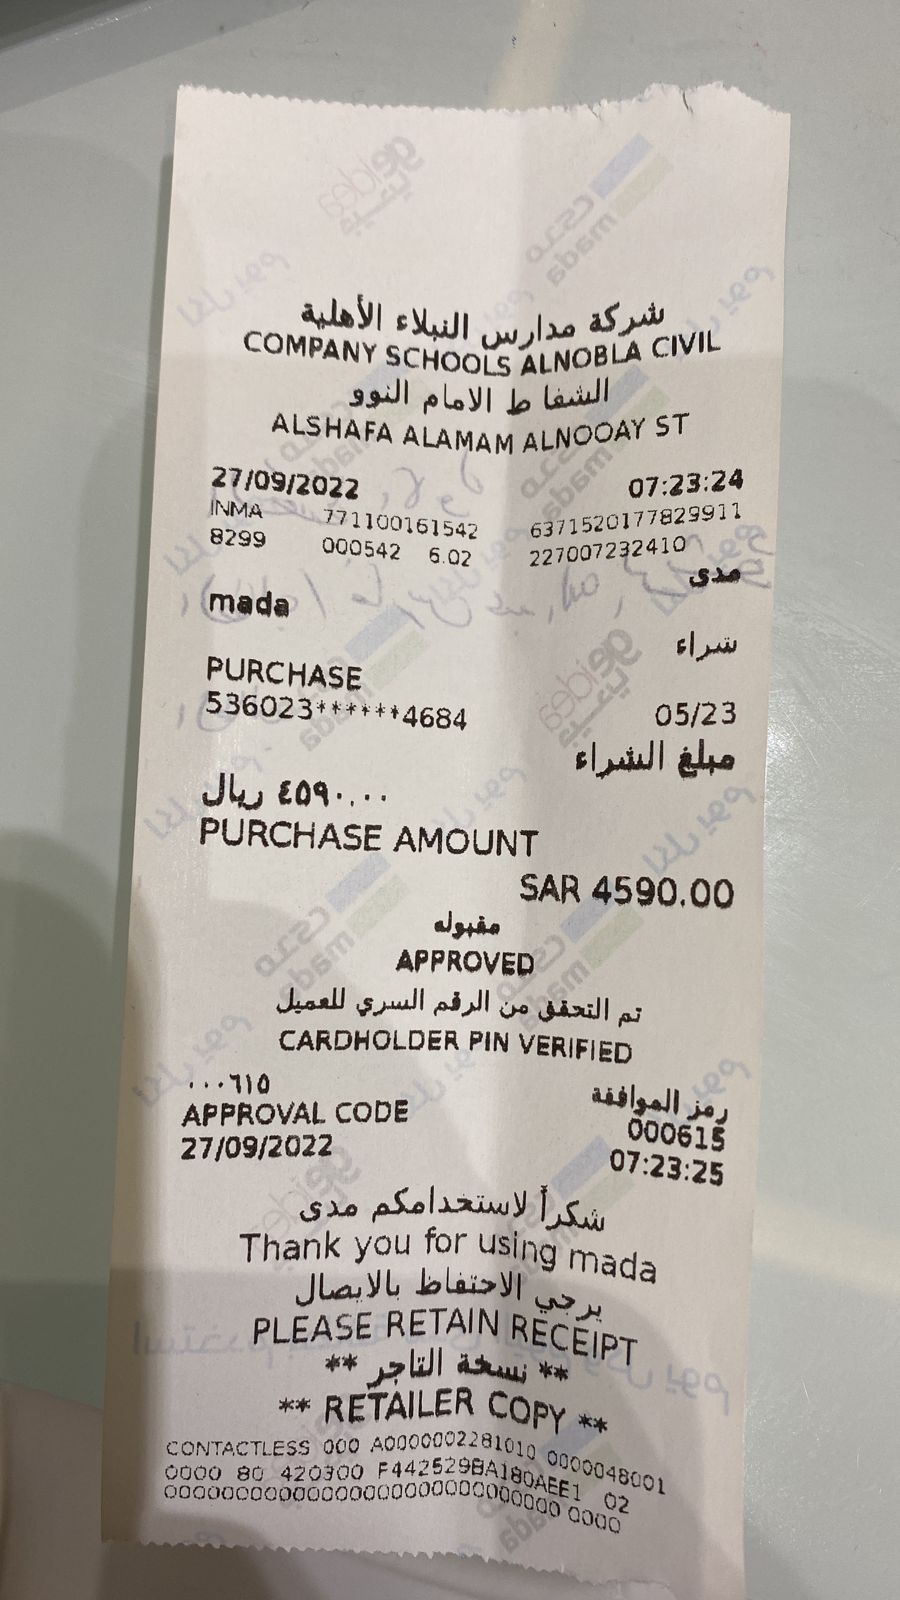 شركة مدارس النبلاء الأهلية
COMPANY SCHOOLS ALNOBLA CIVIL
الشفا ط الامام النوو
ALSHAFA ALAMAM ALNOOAY ST
27/09/2022 07:23:24
INMA 771100161542 6371520177829911
8299 000542 6.02 227007232410
مدى
mada
شراء
PURCHASE
536023******4684 05/23
مبلغ الشراء
٤٥٩٠.٠٠ ريال
PURCHASE AMOUNT
SAR 4590.00
مقبوله
APPROVED
تم التحقق من الرقم السري للعميل
CARDHOLDER PIN VERIFIED
٠٠٠٦١٥ رمز الموافقة
APPROVAL CODE 000615
27/09/2022 07:23:25
شكراً لاستخدامكم مدى
Thank you for using mada
يرجي الاحتفاظ بالايصال
PLEASE RETAIN RECEIPT
** نسخة التاجر **
** RETAILER COPY **
CONTACTLESS 000 A0000002281010 0000048001
0000 80 420300 F442529BA180AEE1 02